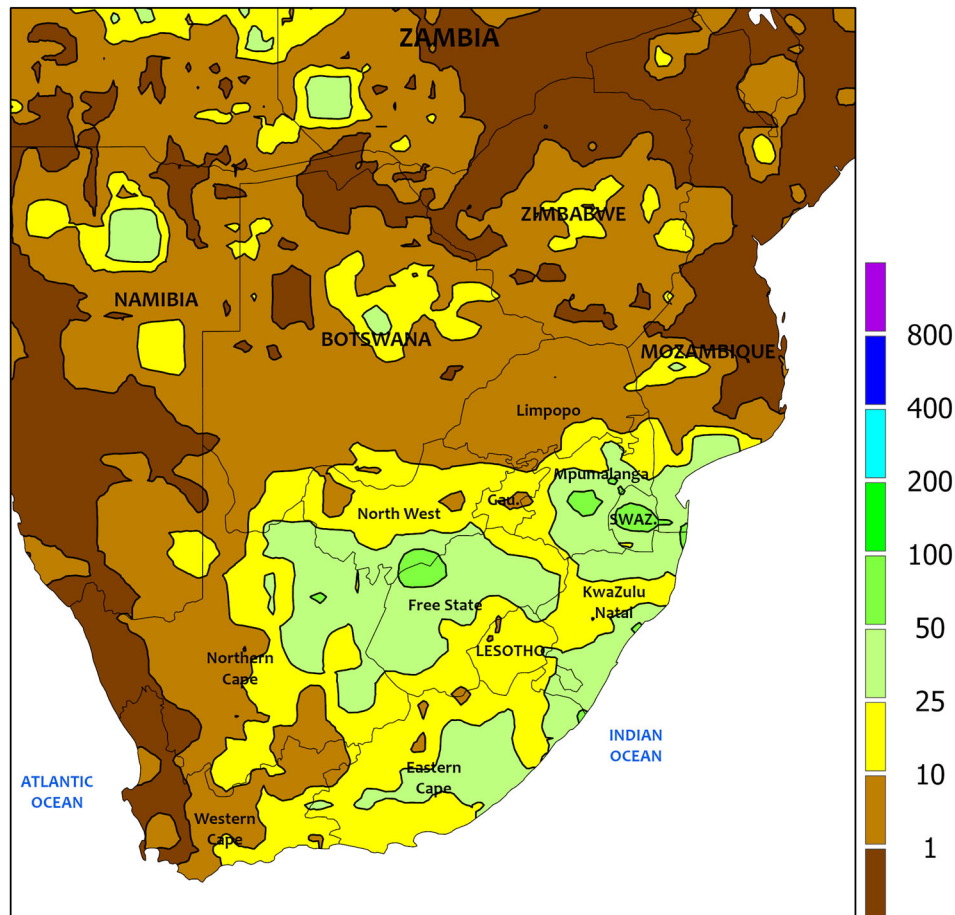 ZAMBIA
ZIMBABWE
NAMIBIA
BOTSWANA
MOZAMBIQUE
Limpopo
Mpumalanga
North West
Gau.
SWAZ.
KwaZulu
Natal
Free State
LESOTHO
Northern
Cape
Eastern
Cape
Western
Cape
INDIAN
OCEAN
ATLANTIC
OCEAN
800
400
200
100
50
25
10
1